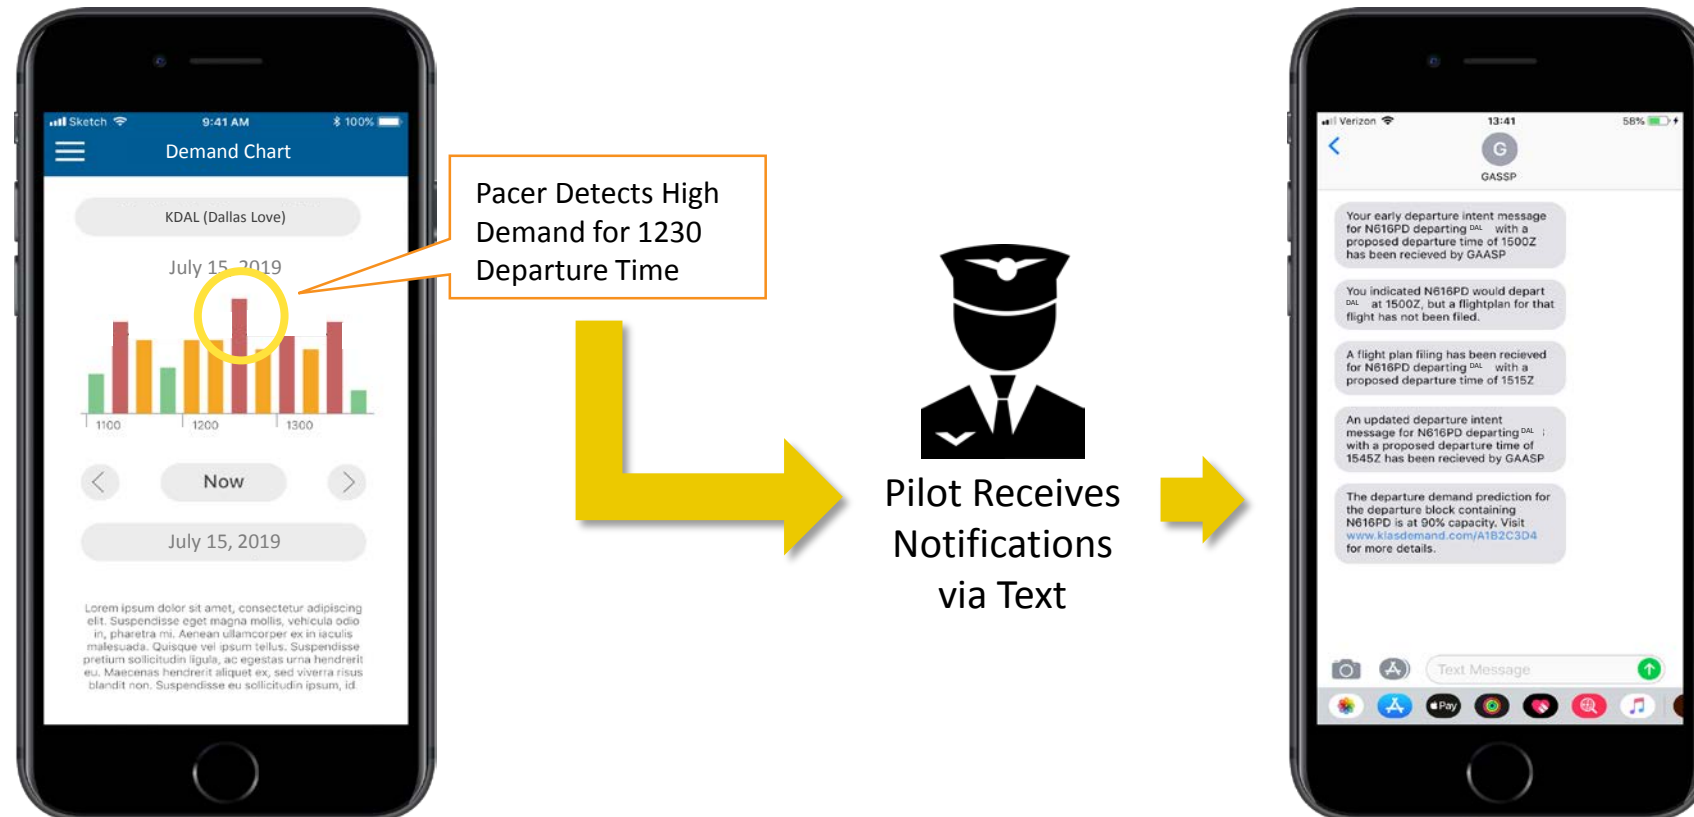 Sketch
9:41 AM
100%
Demand Chart
KDAL (Dallas Love)
July 15, 2019
1100
1200
1300
Now
July 15, 2019
Lorem ipsum dolor sit amet, consectetur adipiscing
elit. Suspendisse eget magna mollis, vehicula odio
in, pharetra mi. Aenean ullamcorper ex in iaculis
malesuada. Quisque vel ipsum tellus. Suspendisse
pretium sollicitudin ligula, ac egestas urna hendrerit
eu. Maecenas hendrerit aliquet ex, sed viverra risus
blandit non. Suspendisse eu sollicitudin ipsum, id.
Pacer Detects High
Demand for 1230
Departure Time
Pilot Receives
Notifications
via Text
Verizon
13:41
58%
G
GASSP
Your early departure intent message
for N616PD departing DAL with a
proposed departure time of 1500Z
has been recieved by GAASP
You indicated N616PD would depart
DAL at 1500Z, but a flightplan for that
flight has not been filed.
A flight plan filing has been recieved
for N616PD departing DAL with a
proposed departure time of 1515Z
An updated departure intent
message for N616PD departing DAL ;
with a proposed departure time of
1545Z has been recieved by GAASP
The departure demand prediction for
the departure block containing
N616PD is at 90% capacity. Visit
www.klasdemand.com/A1B2C3D4
for more details.
Text Message
Pay